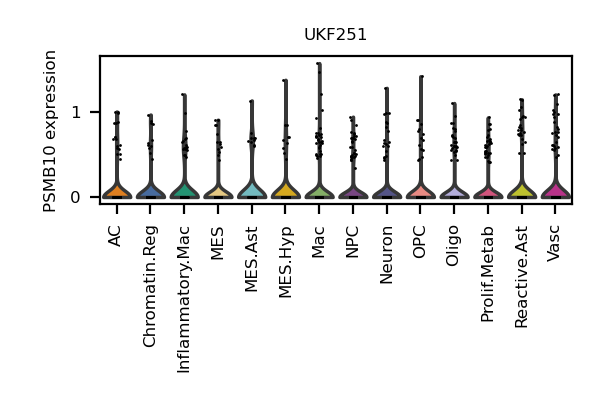 UKF251
PSMB10 expression
1
0
AC
Chromatin.Reg
Inflammatory.Mac
MES
MES.Ast
MES.Hyp
Mac
NPC
Neuron
OPC
Oligo
Prolif.Metab
Reactive.Ast
Vasc